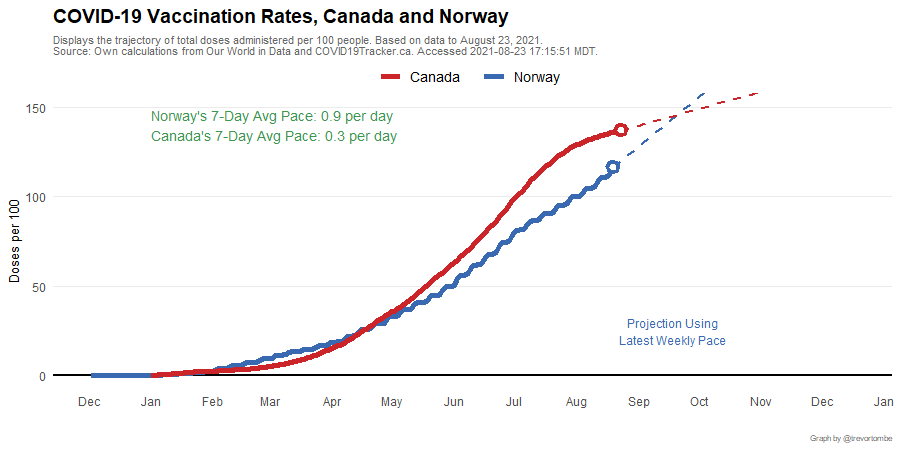 COVID-19 Vaccination Rates, Canada and Norway
Displays the trajectory of total doses administered per 100 people. Based on data to August 23, 2021.
Source: Own calculations from Our World in Data and COVID19Tracker.ca. Accessed 2021-08-23 17:15:51 MDT.
Canada Norway
150
Norway's 7-Day Avg Pace: 0.9 per day
Canada's 7-Day Avg Pace: 0.3 per day
100
Doses per 100
50
Projection Using
Latest Weekly Pace
0
Dec Jan Feb Mar Apr May Jun Jul Aug Sep Oct Nov Dec Jan
Graph by @trevortombe